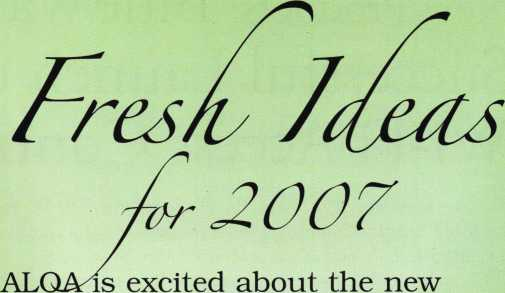 Fresh Ideas
for 2007
ALQA is excited about the new